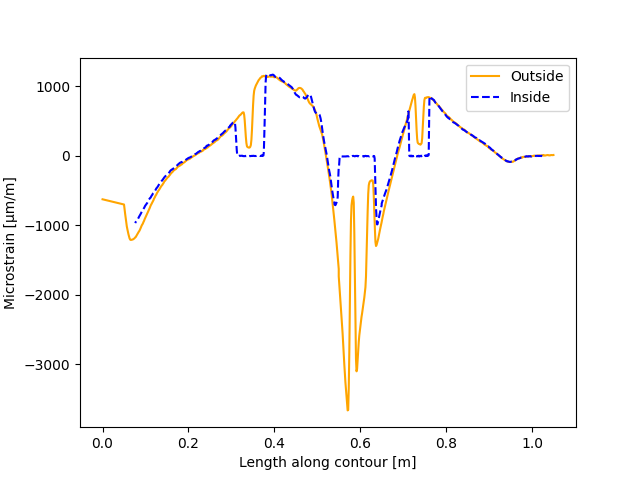 Outside
Inside
1000
0
−1000
−2000
−3000
Microstrain [μm/m]
0.0 0.2 0.4 0.6 0.8 1.0
Length along contour [m]